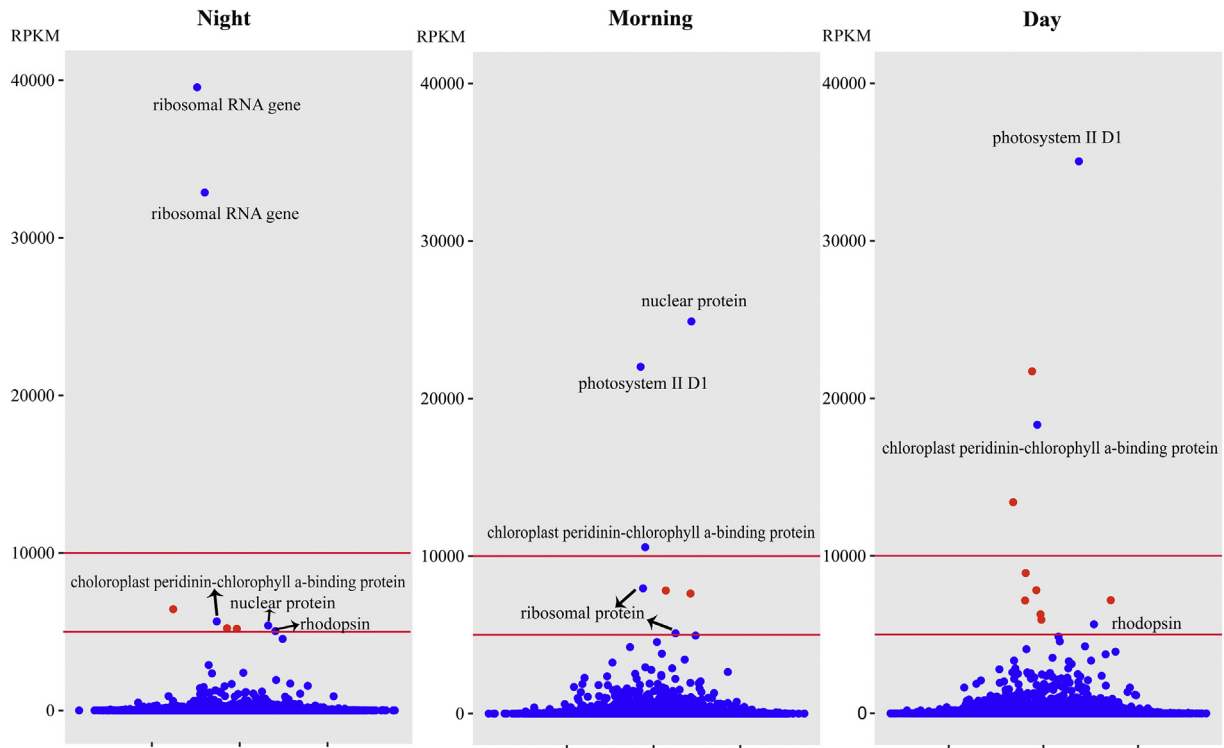 Night
RPKM
40000
ribosomal RNA gene
ribosomal RNA gene
30000
20000
10000
choloroplast peridinin-chlorophyll a-binding protein
nuclear protein
rhodopsin
0
Morning
RPKM
40000
30000
nuclear protein
photosystem II D1
20000
chloroplast peridinin-chlorophyll a-binding protein
10000
ribosomal protein
0
Day
RPKM
40000
photosystem II D1
30000
20000
chloroplast peridinin-chlorophyll a-binding protein
10000
rhodopsin
0